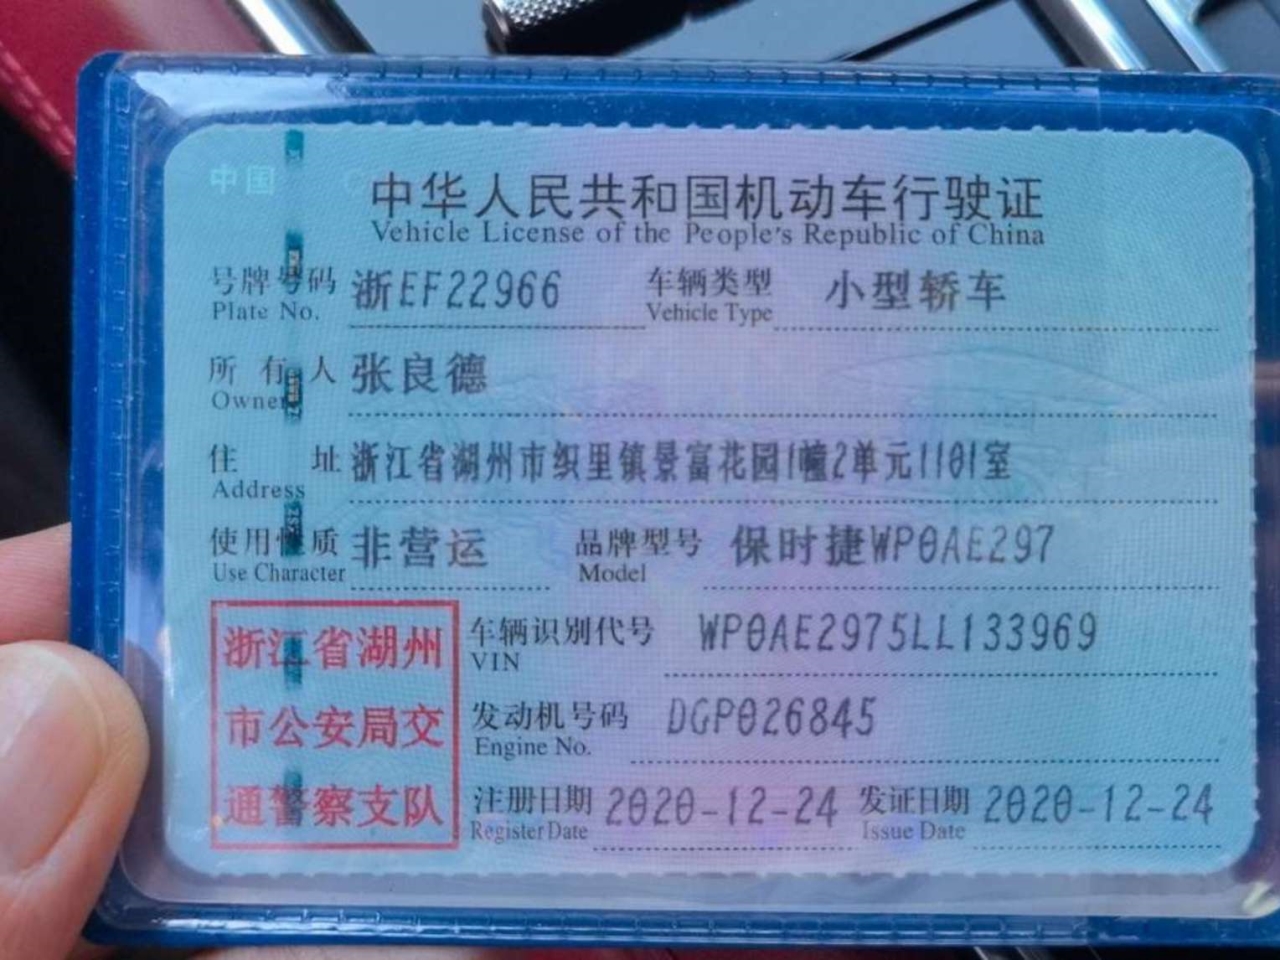 中国
中华人民共和国机动车行驶证
Vehicle License of the People's Republic of China
号牌号码 浙EF22966 车辆类型 小型轿车
Plate No. Vehicle Type
所有人 张良德
Owner
住址 浙江省湖州市织里镇景富花园1幢2单元1101室
Address
使用性质 非营运 品牌型号 保时捷WP0AE297
Use Character Model
浙江省湖州 车辆识别代号 WP0AE2975LL133969
VIN
市公安局交 发动机号码 DGP026845
Engine No.
通警察支队 注册日期 2020-12-24 发证日期 2020-12-24
Register Date Issue Date